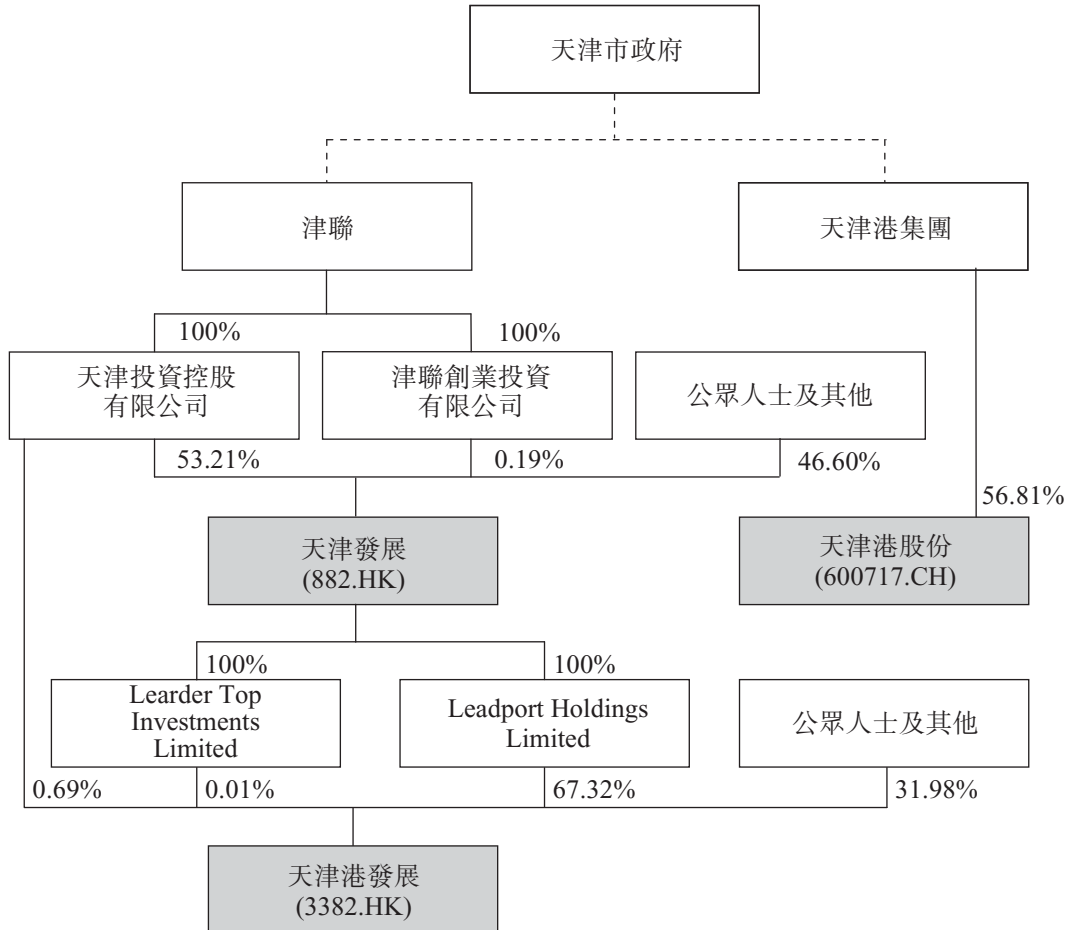 天津市政府
津聯
天津港集團
100%
100%
天津投資控股
有限公司
津聯創業投資
有限公司
公眾人士及其他
53.21%
0.19%
46.60%
56.81%
天津發展
(882.HK)
天津港股份
(600717.CH)
100%
100%
Learder Top
Investments
Limited
Leadport Holdings
Limited
公眾人士及其他
0.69%
0.01%
67.32%
31.98%
天津港發展
(3382.HK)